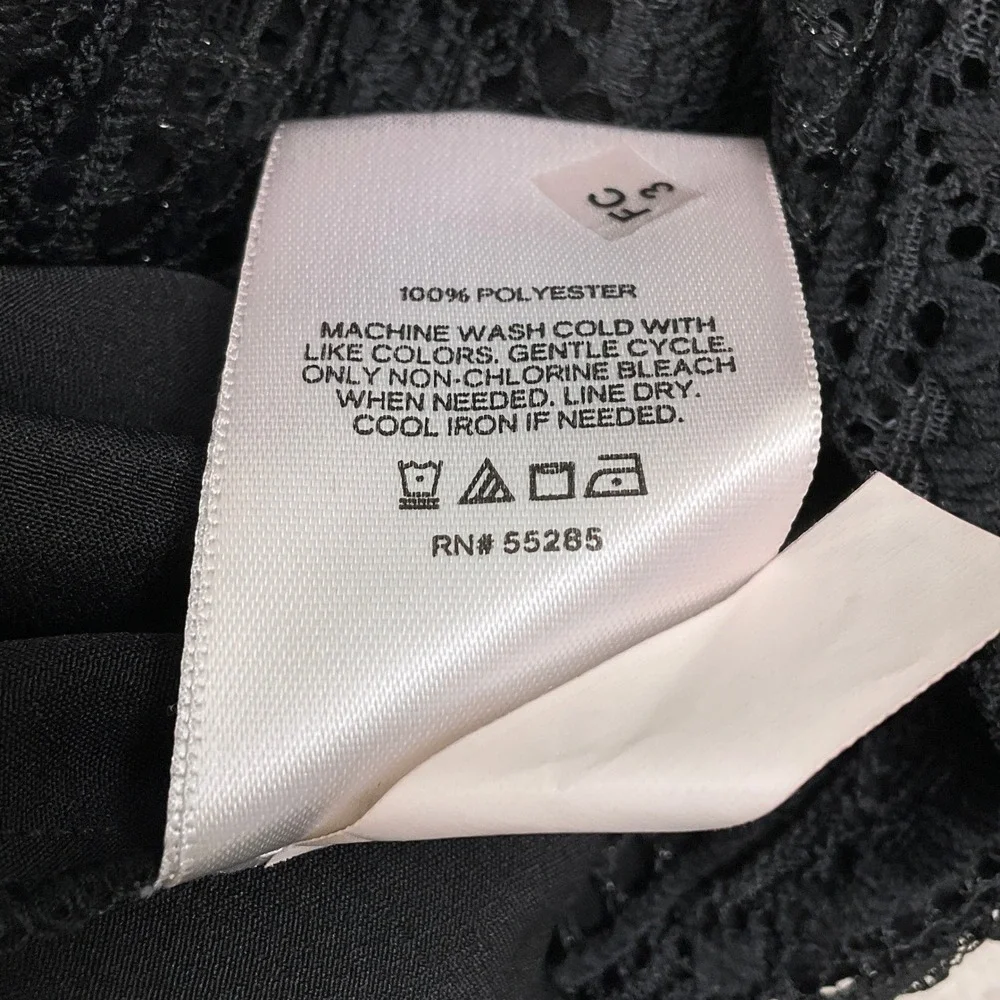 FC
3
100% POLYESTER
MACHINE WASH COLD WITH
LIKE COLORS. GENTLE CYCLE.
ONLY NON-CHLORINE BLEACH
WHEN NEEDED. LINE DRY.
COOL IRON IF NEEDED.
RN# 55285